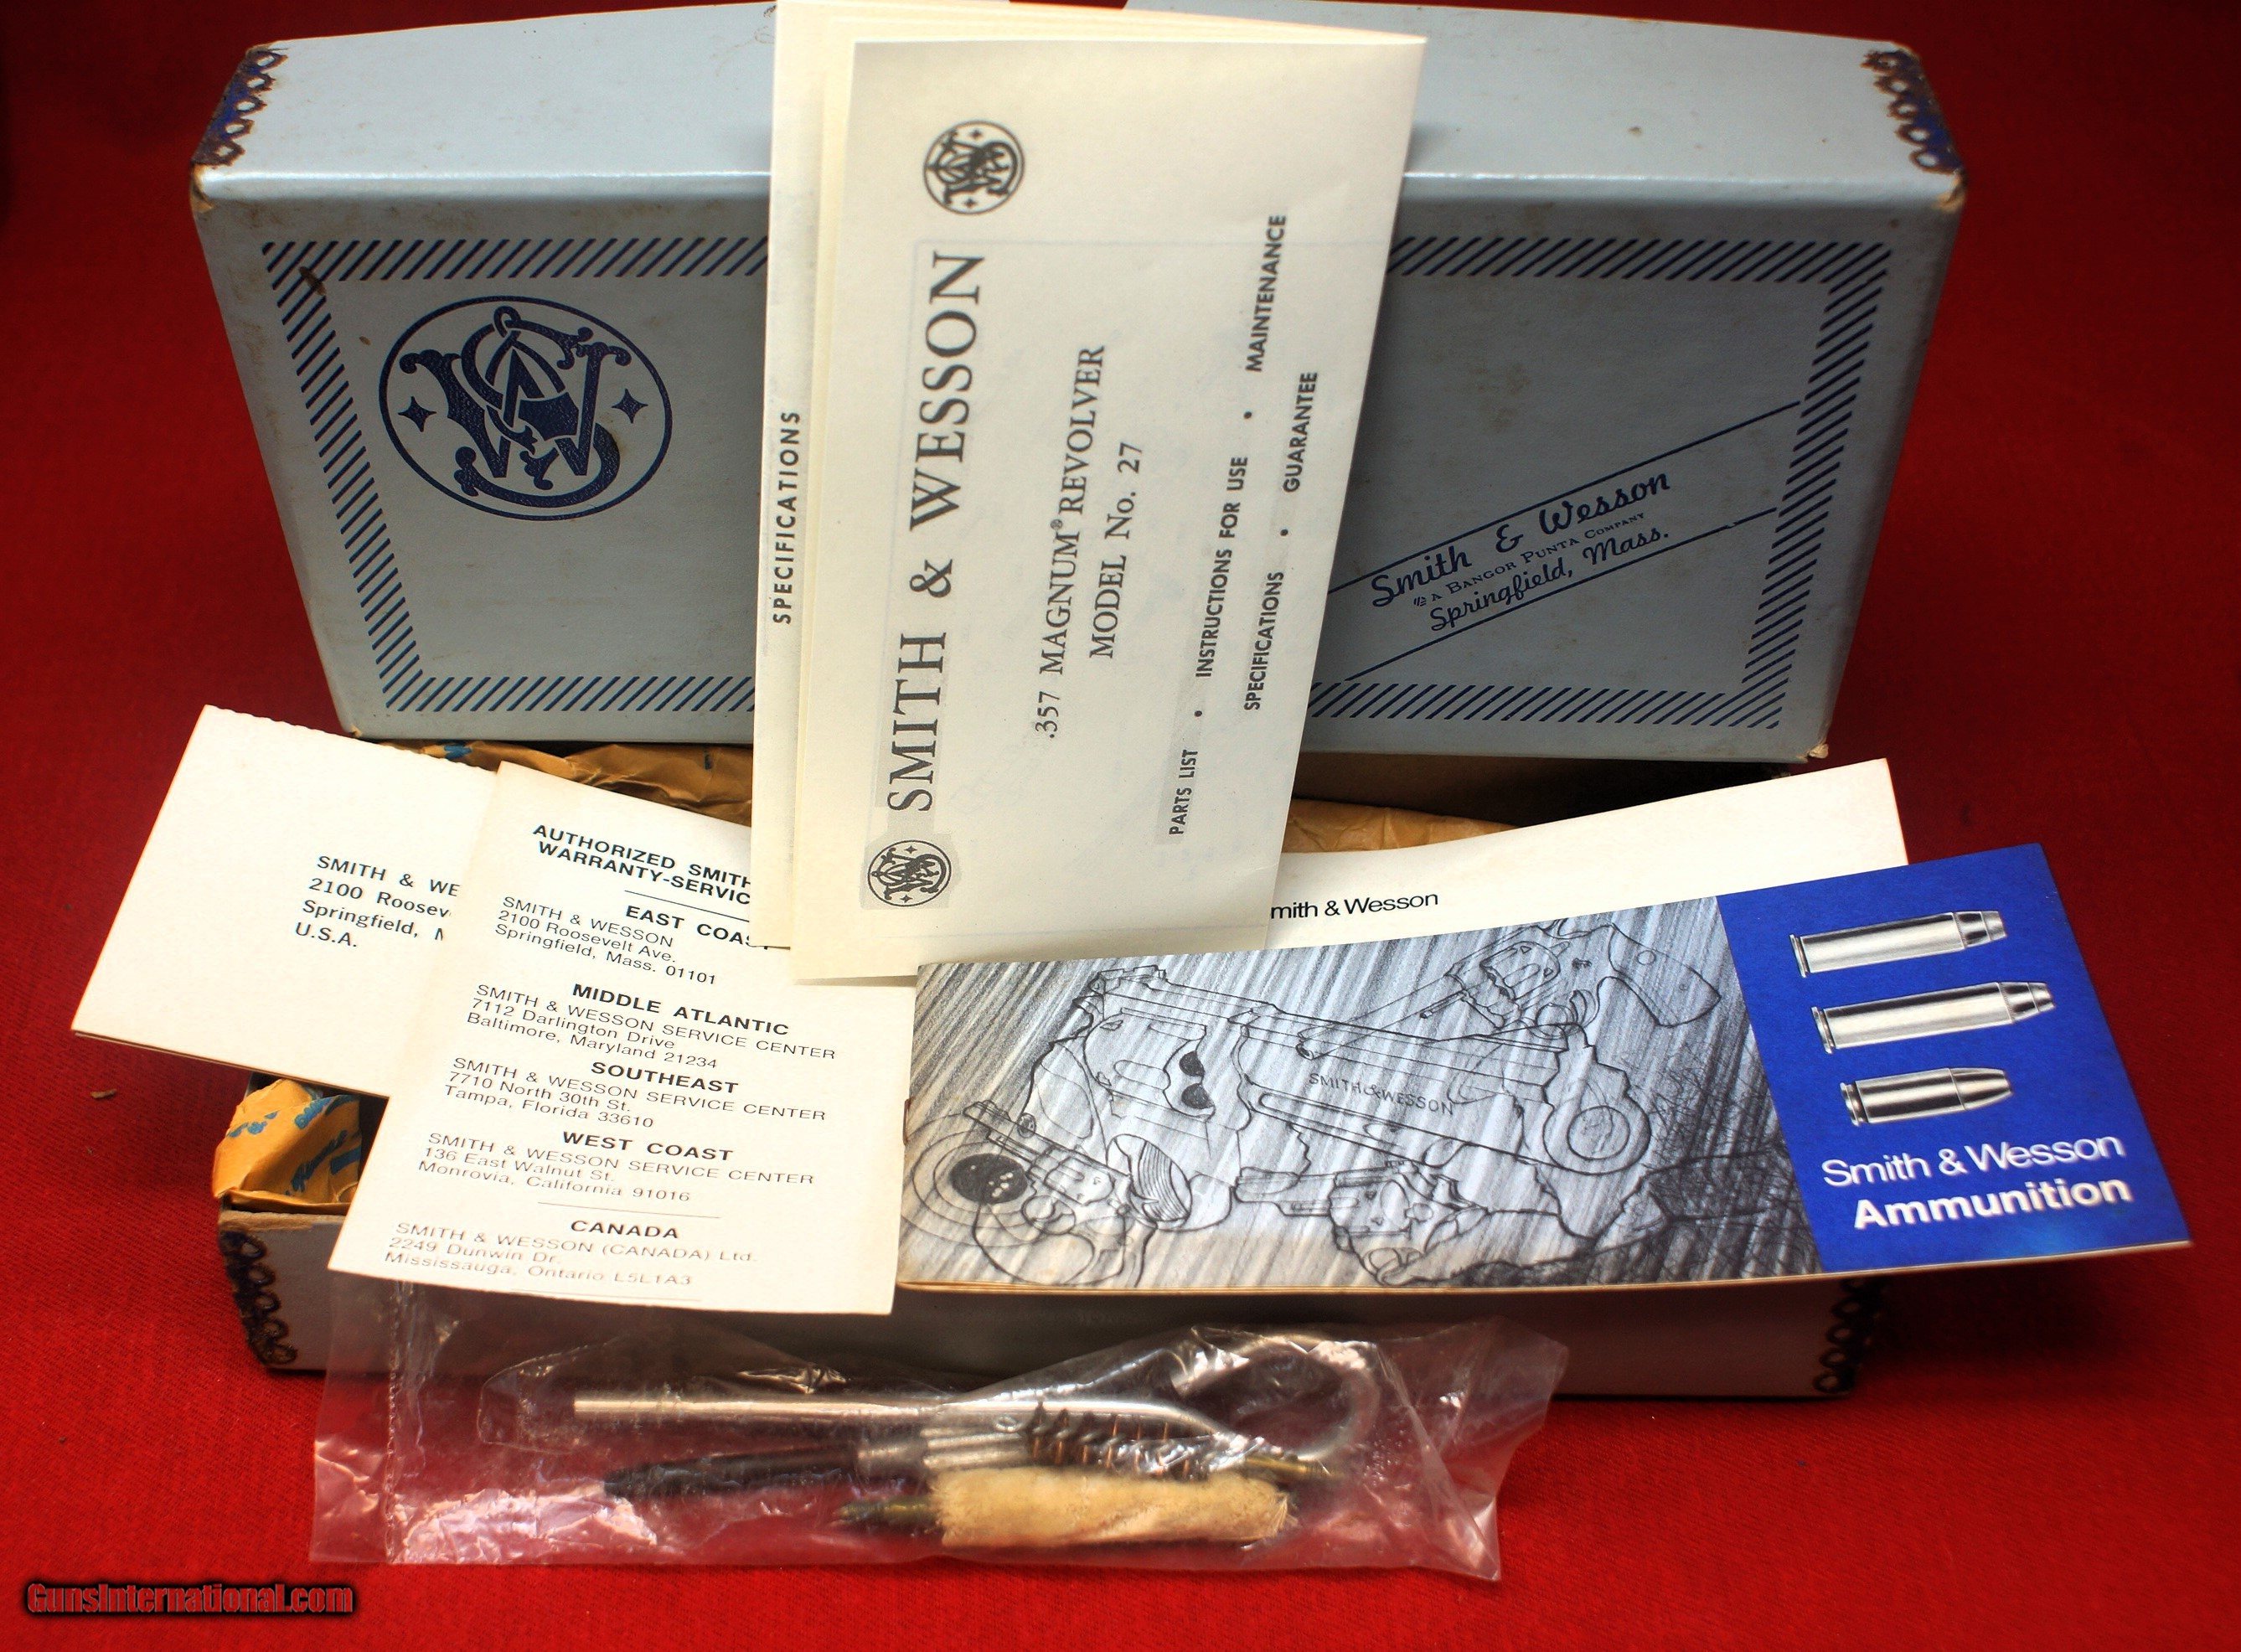 SPECIFICATIONS
SMITH & WESSON
.357 MAGNUM® REVOLVER
MODEL No. 27
PARTS LIST • INSTRUCTIONS FOR USE • MAINTENANCE
SPECIFICATIONS • GUARANTEE
Smith & Wesson
A BANGOR PUNTA COMPANY
Springfield, Mass.
SMITH & WE
2100 Roosev
Springfield,
U.S.A.
AUTHORIZED SMITH
WARRANTY-SERVIC
EAST COAST
SMITH & WESSON
2100 Roosevelt Ave.
Springfield, Mass. 01101
MIDDLE ATLANTIC
SMITH & WESSON SERVICE CENTER
7112 Darlington Drive
Baltimore, Maryland 21234
SOUTHEAST
SMITH & WESSON SERVICE CENTER
7710 North 30th St.
Tampa, Florida 33610
WEST COAST
SMITH & WESSON SERVICE CENTER
136 East Walnut St.
Monrovia, California 91016
CANADA
SMITH & WESSON (CANADA) Ltd.
2249 Dunwin Dr.
Mississauga, Ontario L5L1A3
mith & Wesson
SMITH & WESSON
Smith & Wesson
Ammunition
GunsInternational.com